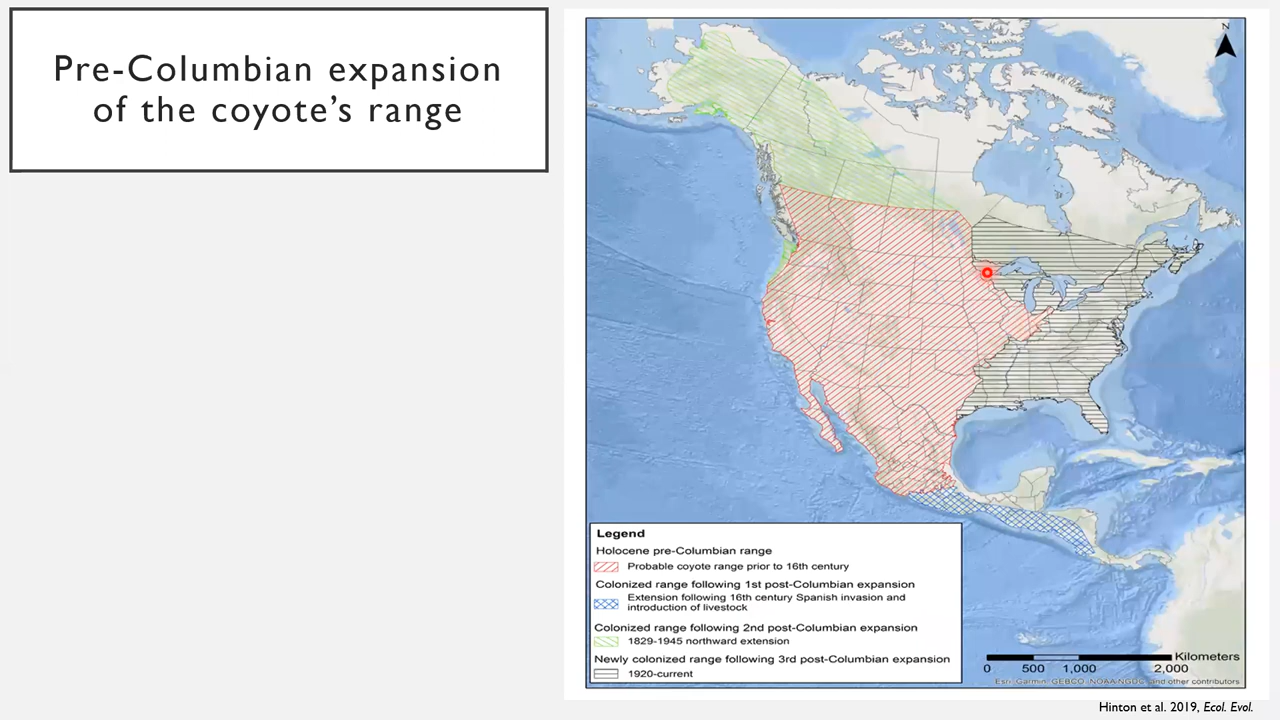 Pre-Columbian expansion
of the coyote's range
N
Legend
Holocene pre-Columbian range
Probable coyote range prior to 16th century
Colonized range following 1st post-Columbian expansion
Extension following 16th century Spanish invasion and
introduction of livestock
Colonized range following 2nd post-Columbian expansion
1829-1945 northward extension
Newly colonized range following 3rd post-Columbian expansion
1920-current
Kilometers
0 500 1,000 2,000
Esri, Garmin, GEBCO, NOAA NGDC, and other contributors
Hinton et al. 2019, Ecol. Evol.